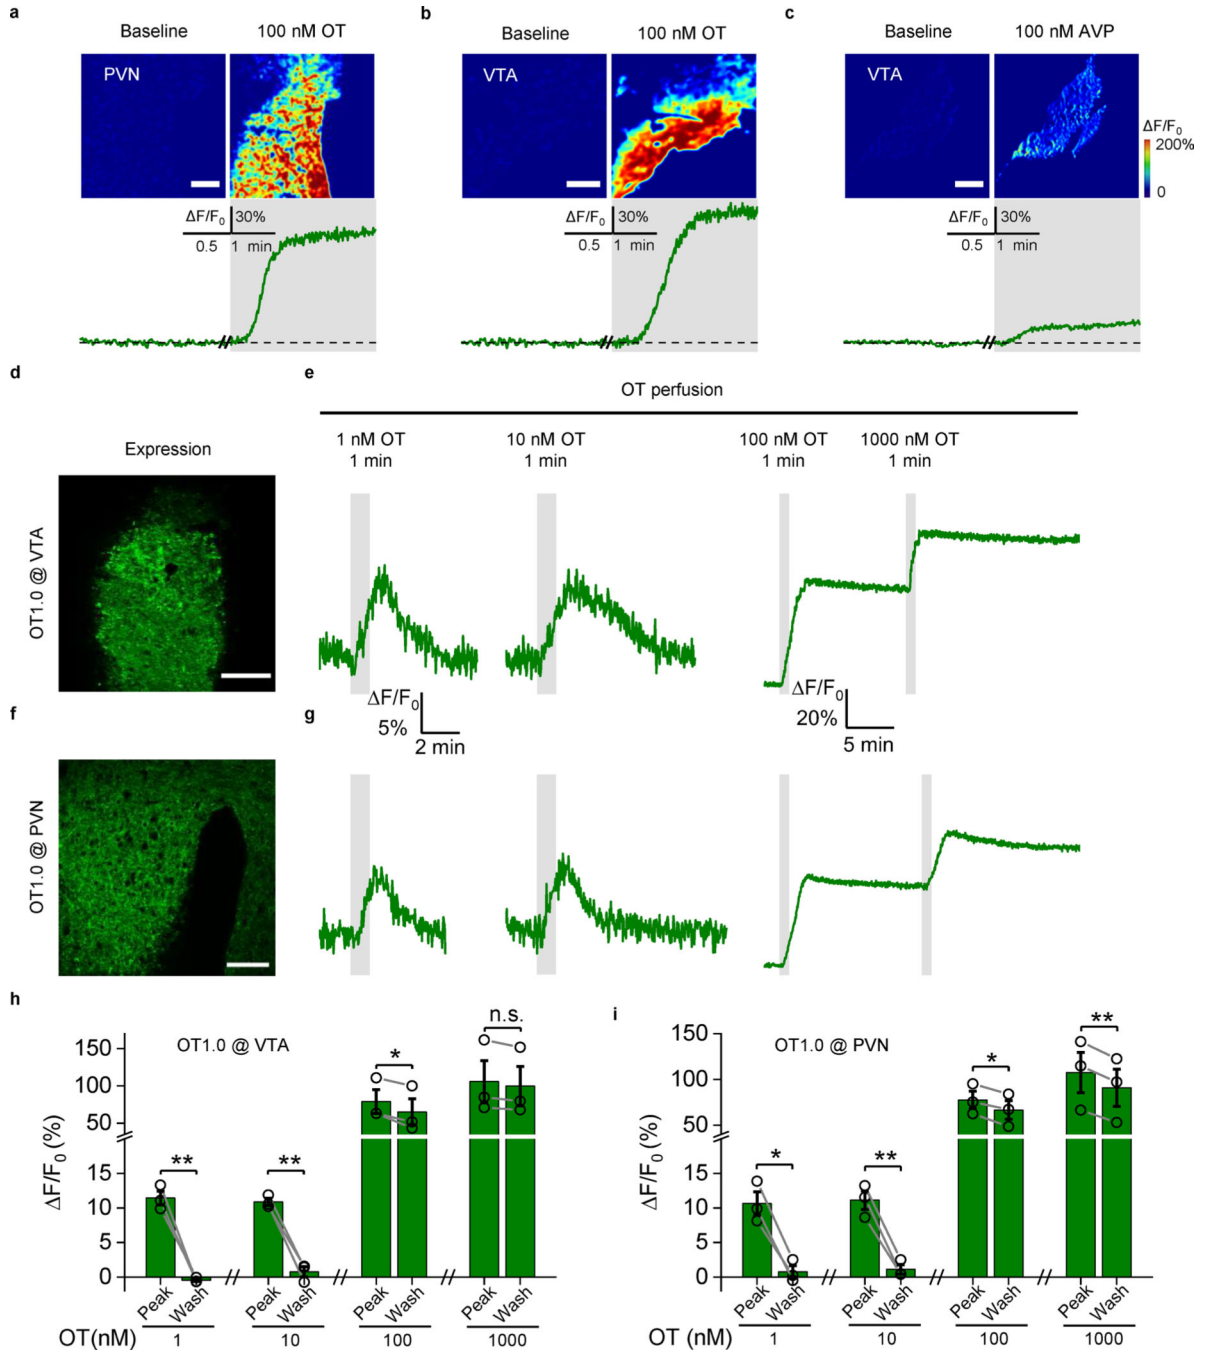 a
b
c
Baseline 100 nM OT
Baseline 100 nM OT
Baseline 100 nM AVP
PVN
VTA
VTA
ΔF/F0
200%
0
ΔF/F0 30%
0.5 1 min
ΔF/F0 30%
0.5 1 min
ΔF/F0 30%
0.5 1 min
d
e
OT perfusion
Expression
1 nM OT
1 min
10 nM OT
1 min
100 nM OT
1 min
1000 nM OT
1 min
OT1.0 @ VTA
ΔF/F0
5%
2 min
ΔF/F0
20%
5 min
f
g
OT1.0 @ PVN
h
OT1.0 @ VTA
ΔF/F0 (%)
150
100
50
15
10
5
0
**
**
*
n.s.
Peak Wash Peak Wash Peak Wash Peak Wash
OT(nM) 1 10 100 1000
i
OT1.0 @ PVN
ΔF/F0 (%)
150
100
50
15
10
5
0
*
**
*
**
Peak Wash Peak Wash Peak Wash Peak Wash
OT (nM) 1 10 100 1000